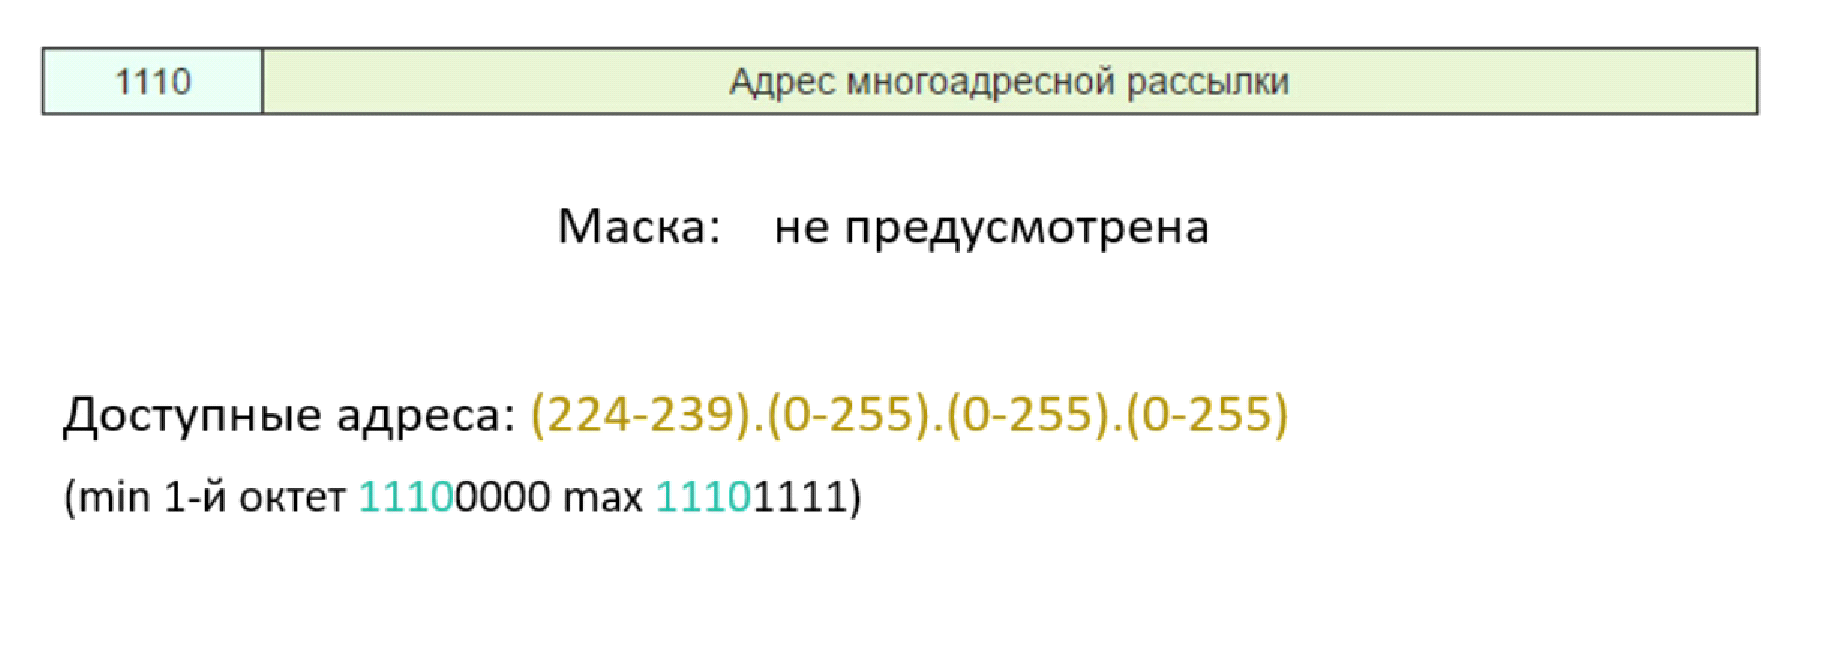 1110 Адрес многоадресной рассылки
Маска: не предусмотрена
Доступные адреса: (224-239).(0-255).(0-255).(0-255)
(min 1-й октет 11100000 max 11101111)